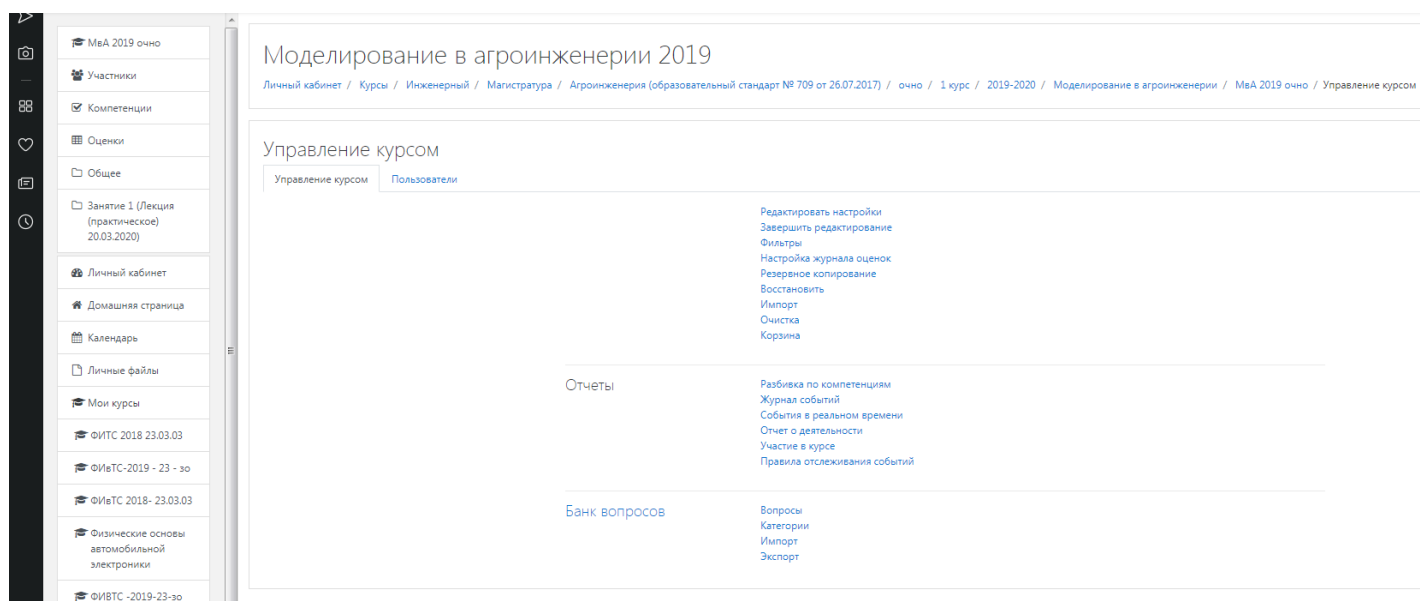 МвА 2019 очно
Участники
Компетенции
Оценки
Общее
Занятие 1 (Лекция
(практическое)
20.03.2020)
Личный кабинет
Домашняя страница
Календарь
Личные файлы
Мои курсы
ФИТС 2018 23.03.03
ФИвТС-2019 - 23 - зо
ФИвТС 2018- 23.03.03
Физические основы
автомобильной
электроники
ФИВТС -2019-23-зо
Моделирование в агроинженерии 2019
Личный кабинет / Курсы / Инженерный / Магистратура / Агроинженерия (образовательный стандарт № 709 от 26.07.2017) / очно / 1 курс / 2019-2020 / Моделирование в агроинженерии / МвА 2019 очно / Управление курсом
Управление курсом
Управление курсом Пользователи
Редактировать настройки
Завершить редактирование
Фильтры
Настройка журнала оценок
Резервное копирование
Восстановить
Импорт
Очистка
Корзина
Отчеты
Разбивка по компетенциям
Журнал событий
События в реальном времени
Отчет о деятельности
Участие в курсе
Правила отслеживания событий
Банк вопросов
Вопросы
Категории
Импорт
Экспорт